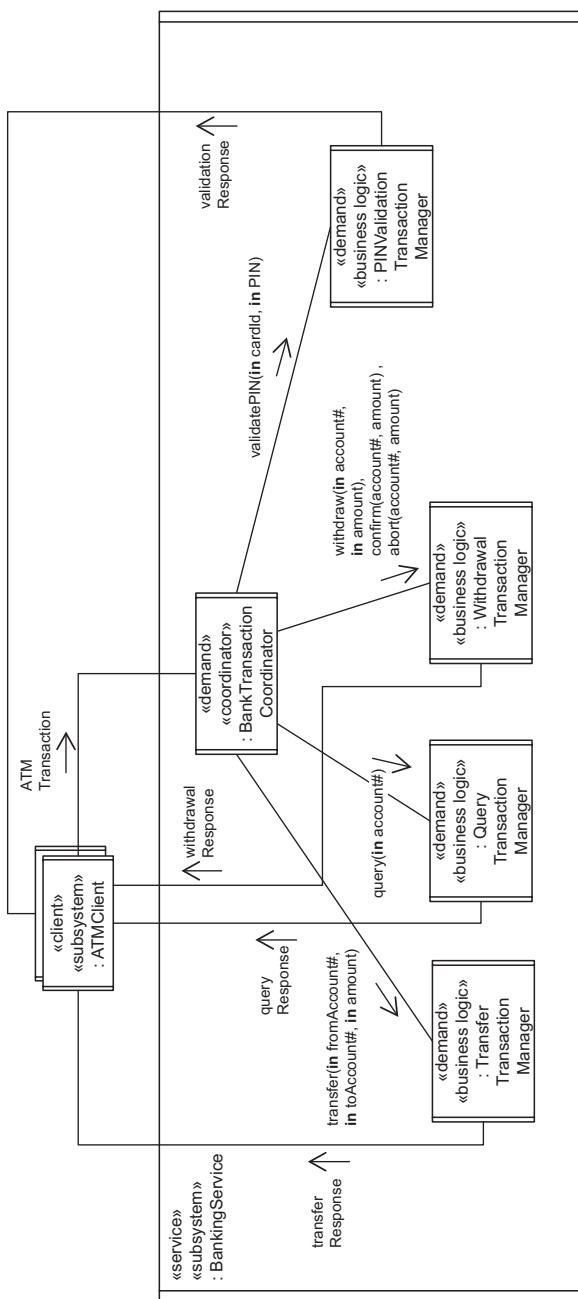 «service»
«subsystem»
: BankingService
«client»
«subsystem»
: ATMClient
ATM
Transaction
transfer
Response
query
Response
withdrawal
Response
validation
Response
«demand»
«coordinator»
: BankTransaction
Coordinator
transfer(in fromAccount#,
in toAccount#, in amount)
query(in account#)
withdraw(in account#,
in amount),
confirm(account#, amount) ,
abort(account#, amount)
validatePIN(in cardId, in PIN)
«demand»
«business logic»
: Transfer
Transaction
Manager
«demand»
«business logic»
: Query
Transaction
Manager
«demand»
«business logic»
: Withdrawal
Transaction
Manager
«demand»
«business logic»
: PINValidation
Transaction
Manager